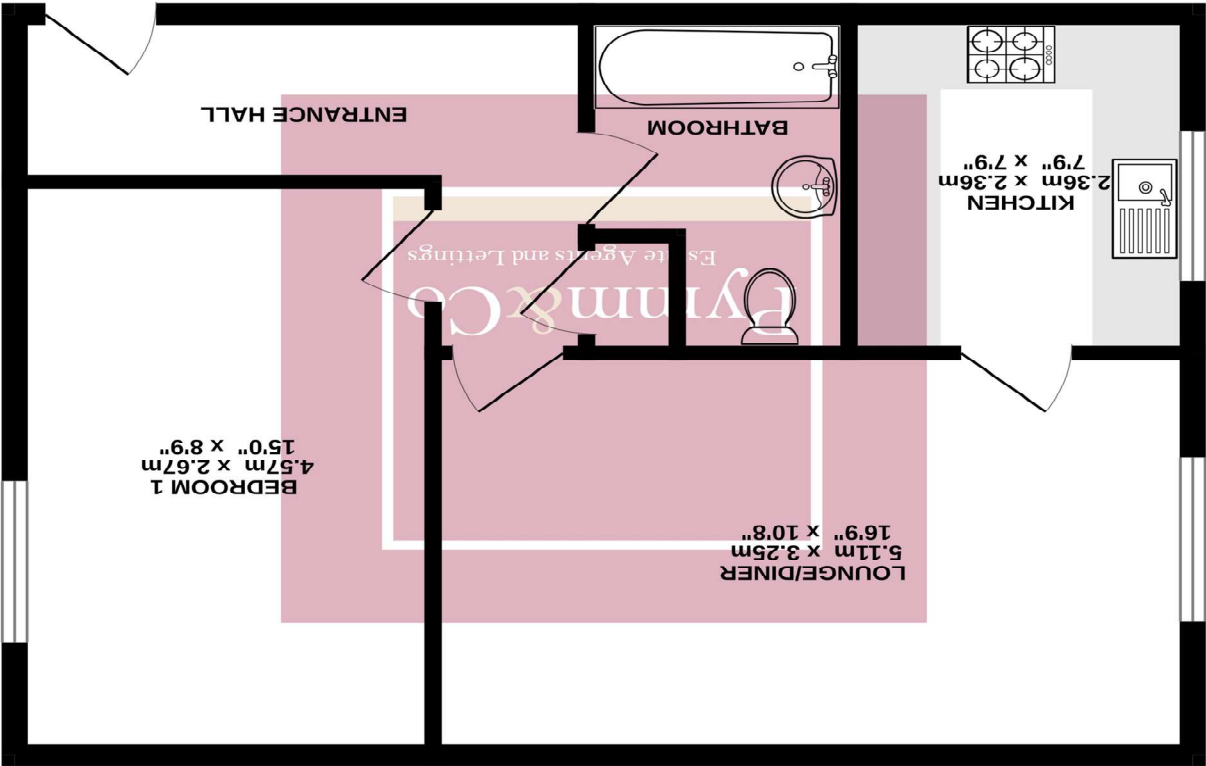 LOUNGE/DINER
5.11m x 3.25m
16'9" x 10'8"
BEDROOM 1
4.57m x 2.67m
15'0" x 8'9"
Pymm&Co
Estate Agents and Lettings
KITCHEN
2.36m x 2.36m
7'9" x 7'9"
BATHROOM
ENTRANCE HALL